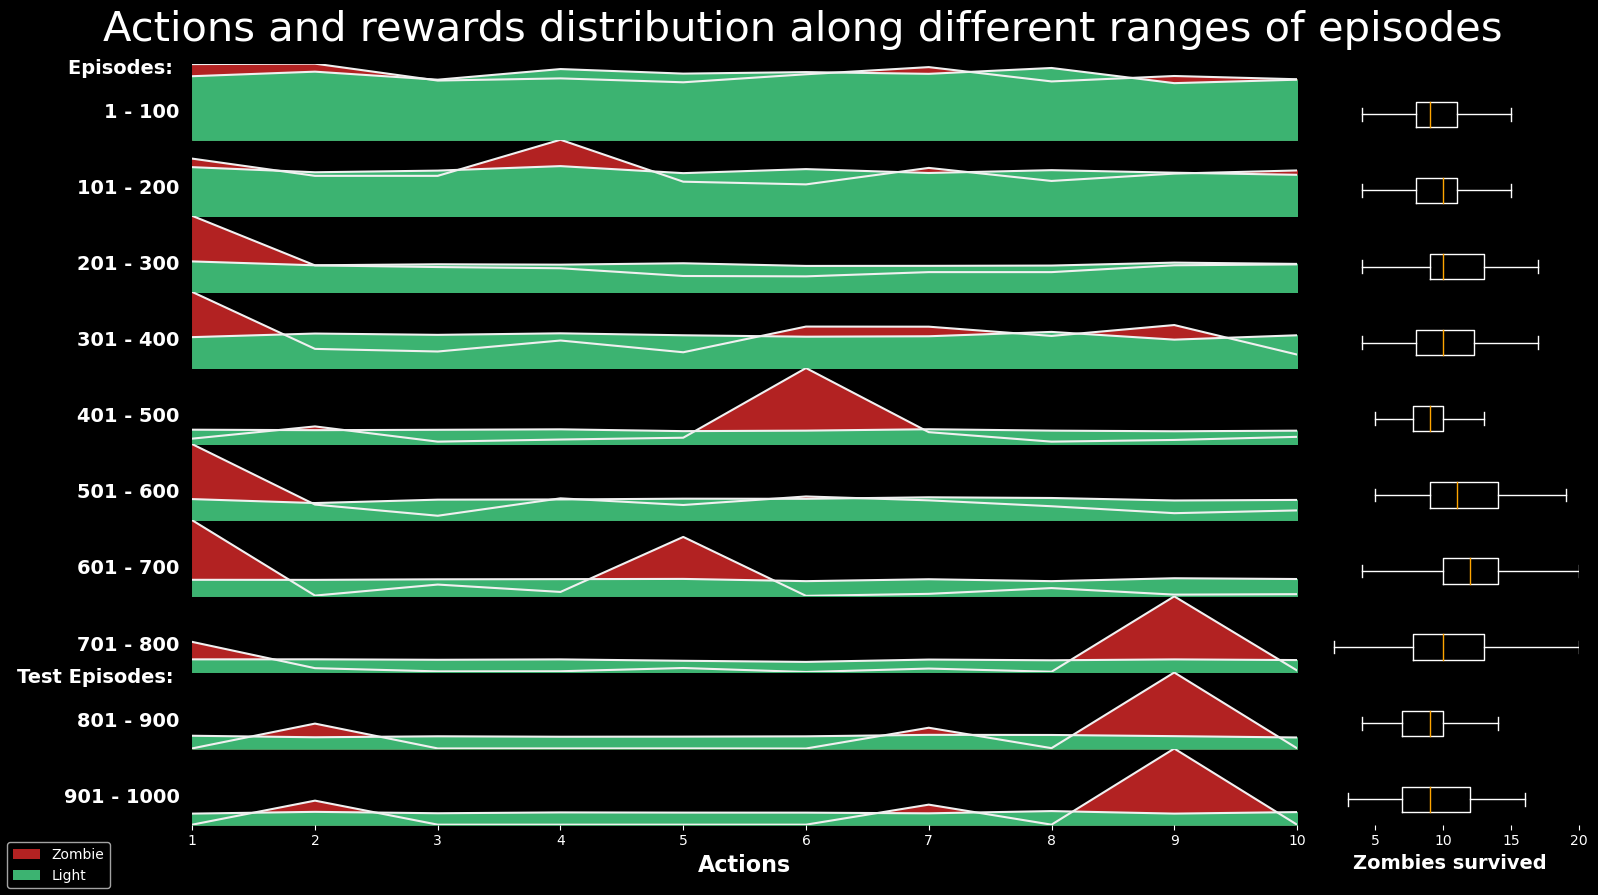 Actions and rewards distribution along different ranges of episodes
Episodes:
1 - 100
101 - 200
201 - 300
301 - 400
401 - 500
501 - 600
601 - 700
701 - 800
Test Episodes:
801 - 900
901 - 1000
1 2 3 4 5 6 7 8 9 10
5 10 15 20
Actions
Zombies survived
Zombie
Light